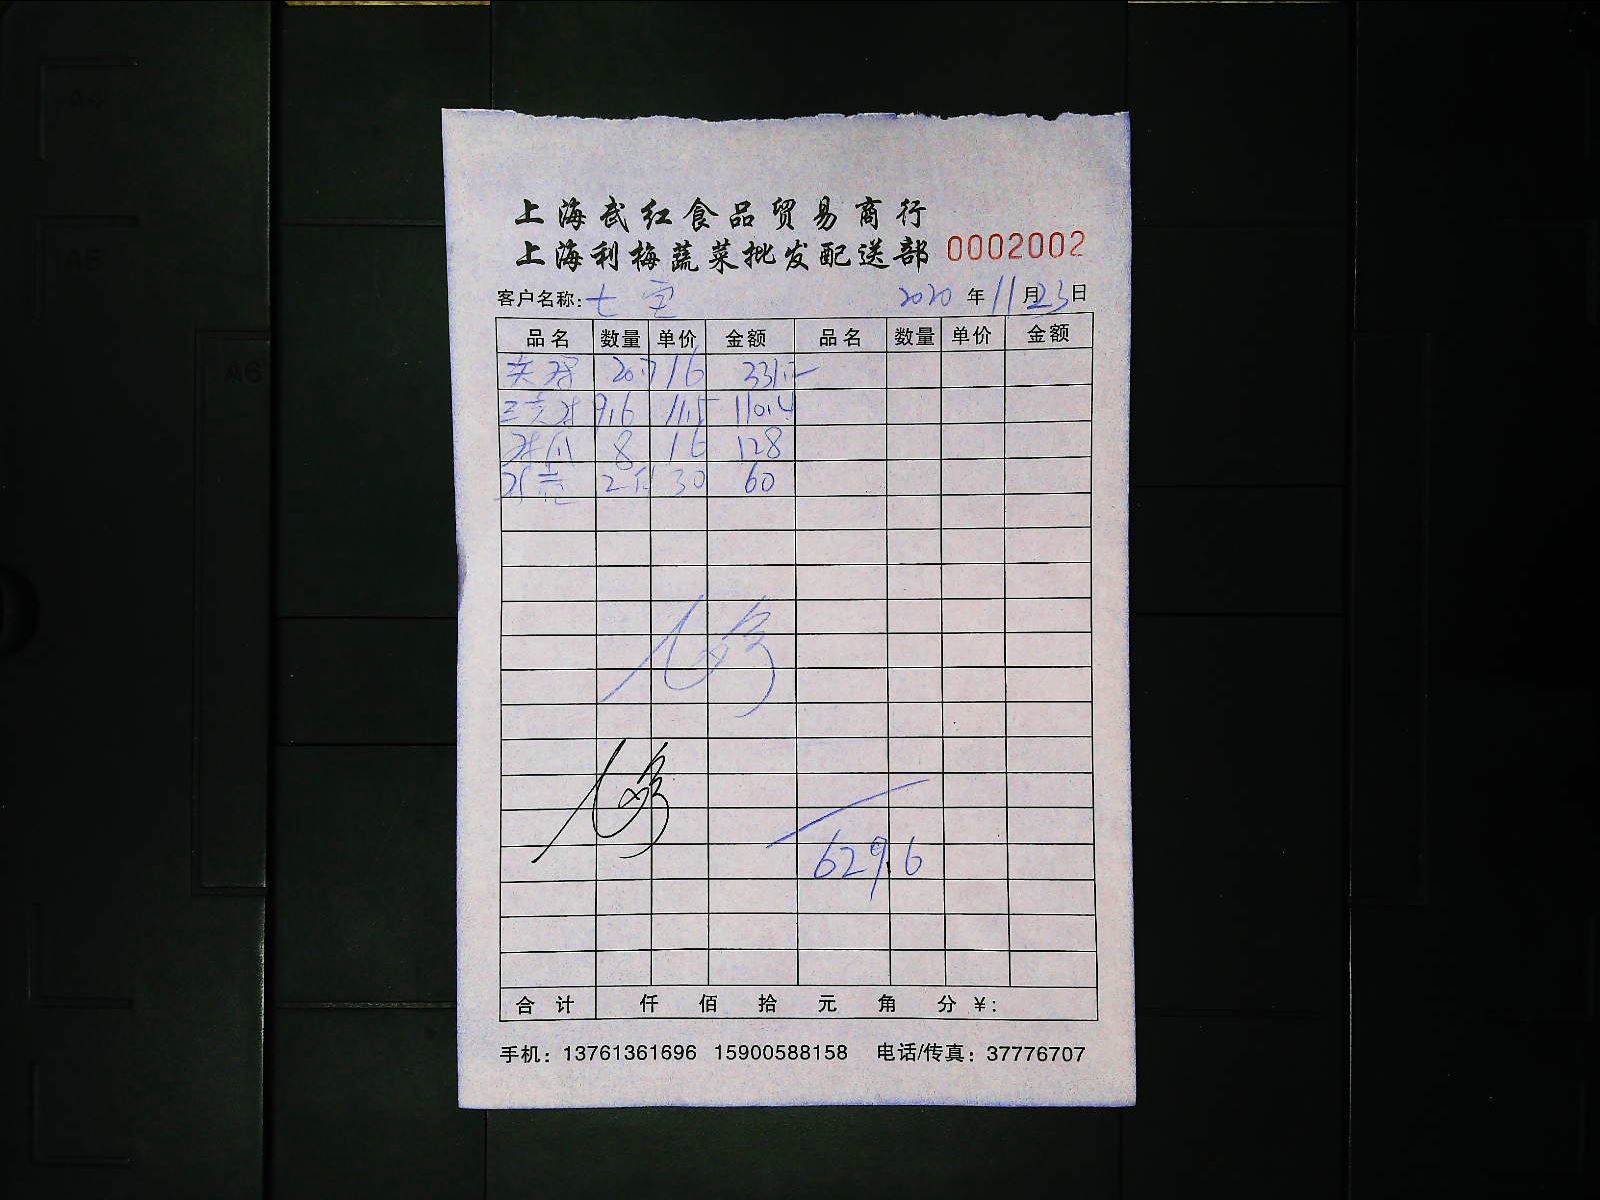 上海武红食品贸易商行
上海利梅蔬菜批发配送部 0002002
客户名称: 七宝 2020 年 11 月 23 日
品名 数量 单价 金额 品名 数量 单价 金额
20.7 16 331.2
9.6 11.5 110.4
8 16 128
2 30 60
629.6
合计 仟 佰 拾 元 角 分 ¥:
手机: 13761361696 15900588158 电话/传真: 37776707